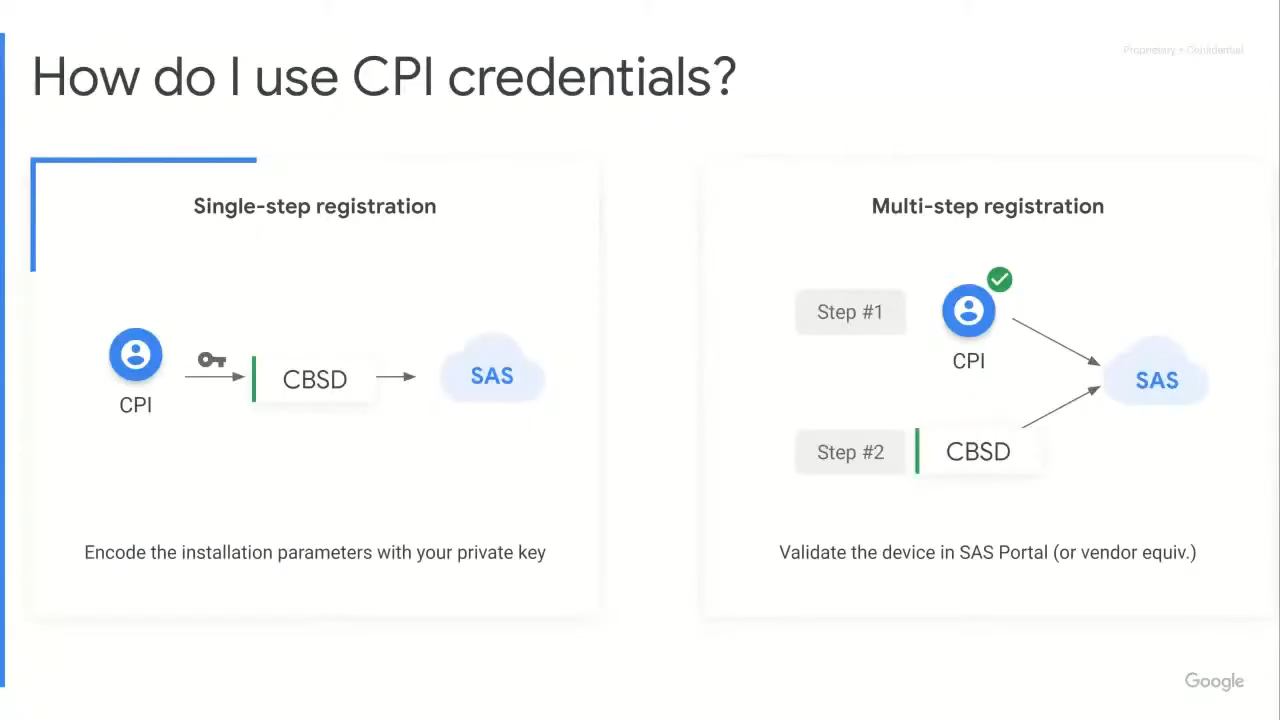 Proprietary + Confidential
How do I use CPI credentials?
Single-step registration
CPI
CBSD
SAS
Encode the installation parameters with your private key
Multi-step registration
Step #1
CPI
SAS
Step #2
CBSD
Validate the device in SAS Portal (or vendor equiv.)
Google